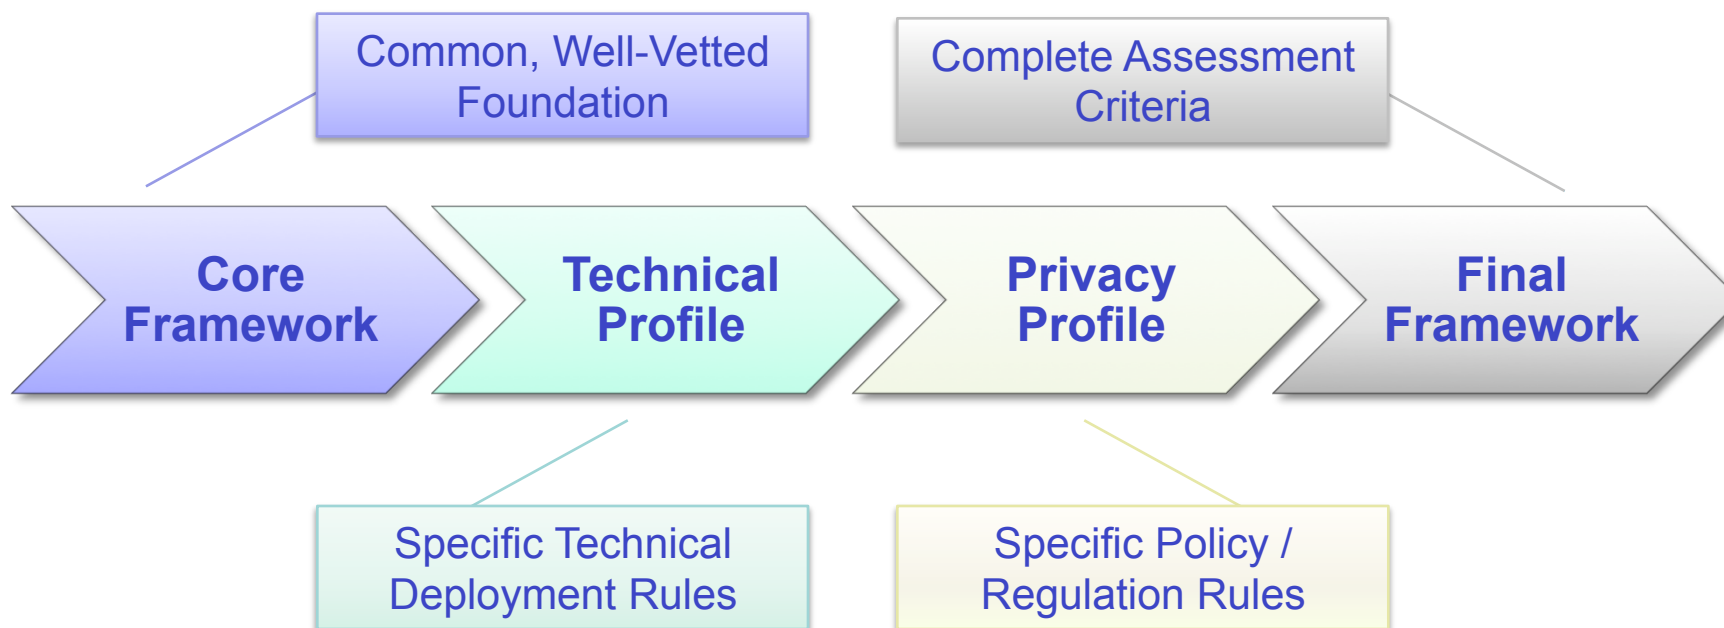 Common, Well-Vetted
Foundation
Complete Assessment
Criteria
Core
Framework
Technical
Profile
Privacy
Profile
Final
Framework
Specific Technical
Deployment Rules
Specific Policy /
Regulation Rules